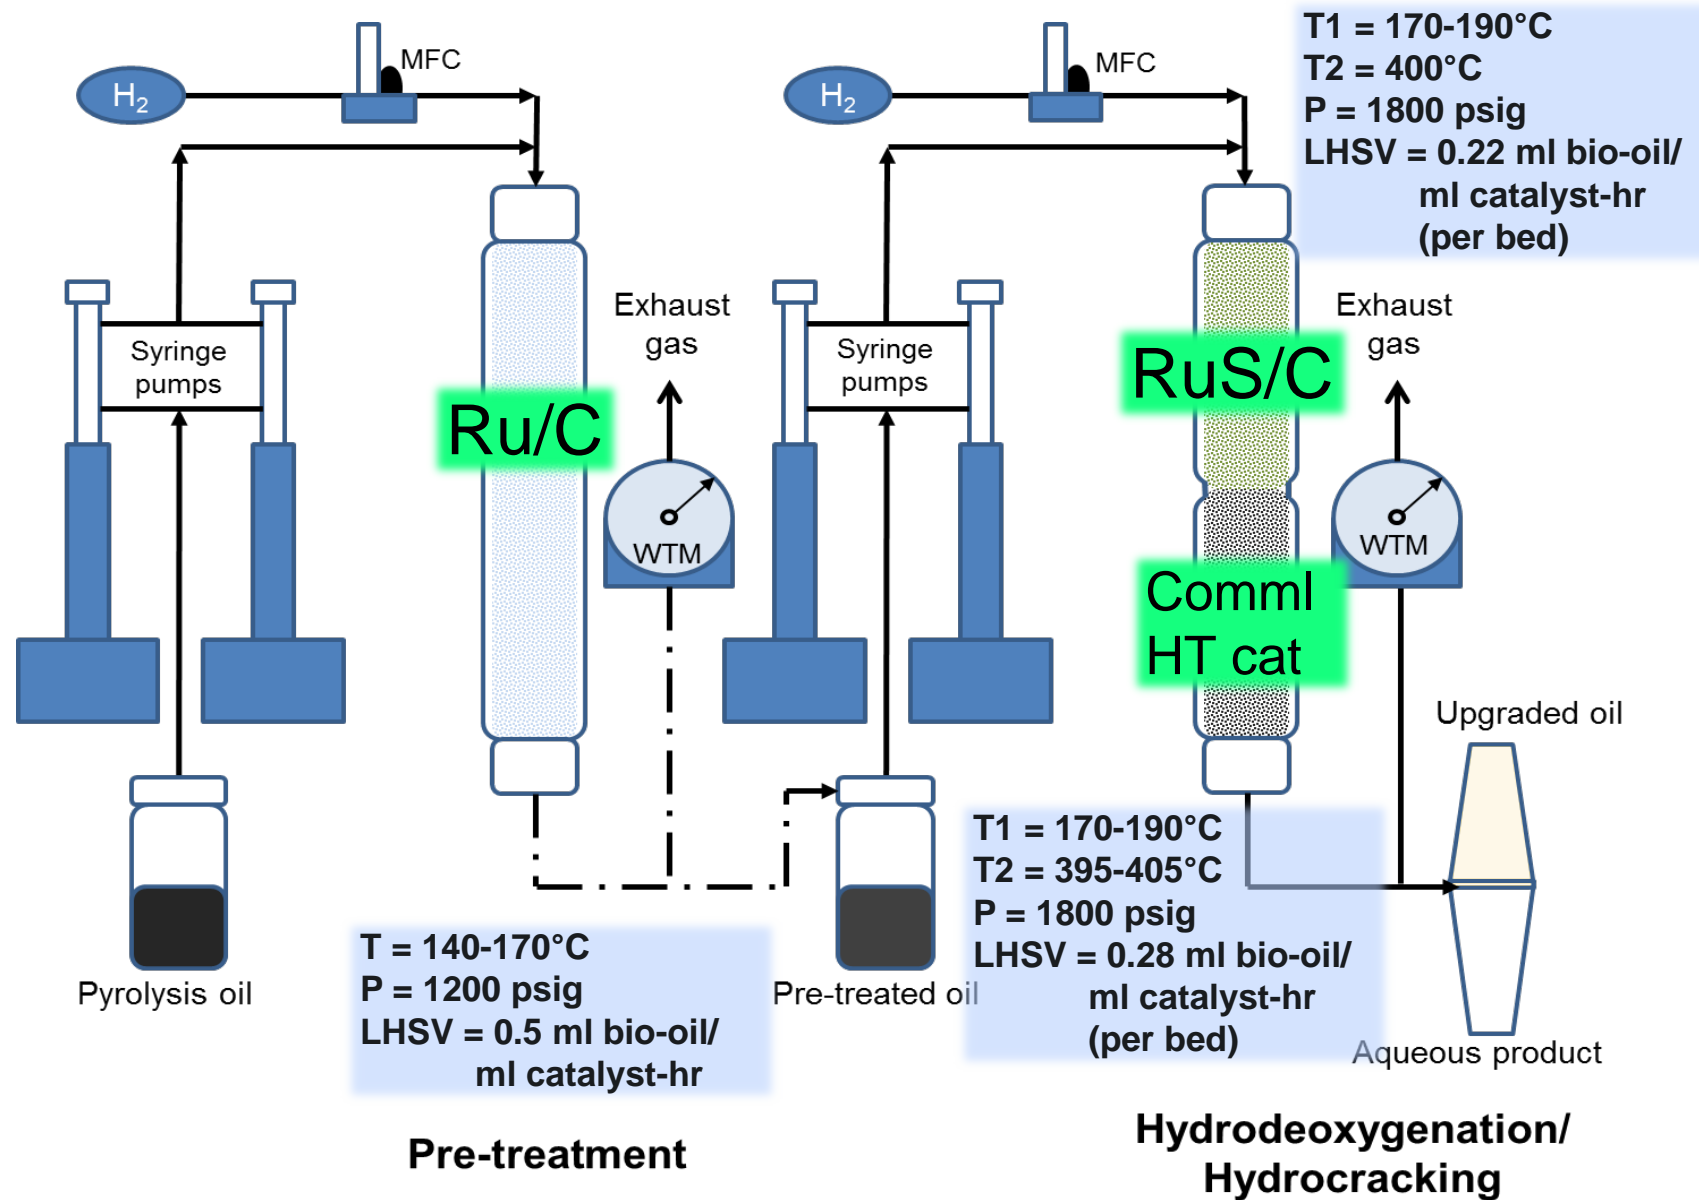 H2
MFC
Syringe
pumps
Ru/C
Exhaust
gas
WTM
Pyrolysis oil
T = 140-170°C
P = 1200 psig
LHSV = 0.5 ml bio-oil/
ml catalyst-hr
Pre-treatment
H2
MFC
Syringe
pumps
Pre-treated oil
T1 = 170-190°C
T2 = 400°C
P = 1800 psig
LHSV = 0.22 ml bio-oil/
ml catalyst-hr
(per bed)
RuS/C
Comml
HT cat
Exhaust
gas
WTM
T1 = 170-190°C
T2 = 395-405°C
P = 1800 psig
LHSV = 0.28 ml bio-oil/
ml catalyst-hr
(per bed)
Upgraded oil
Aqueous product
Hydrodeoxygenation/
Hydrocracking